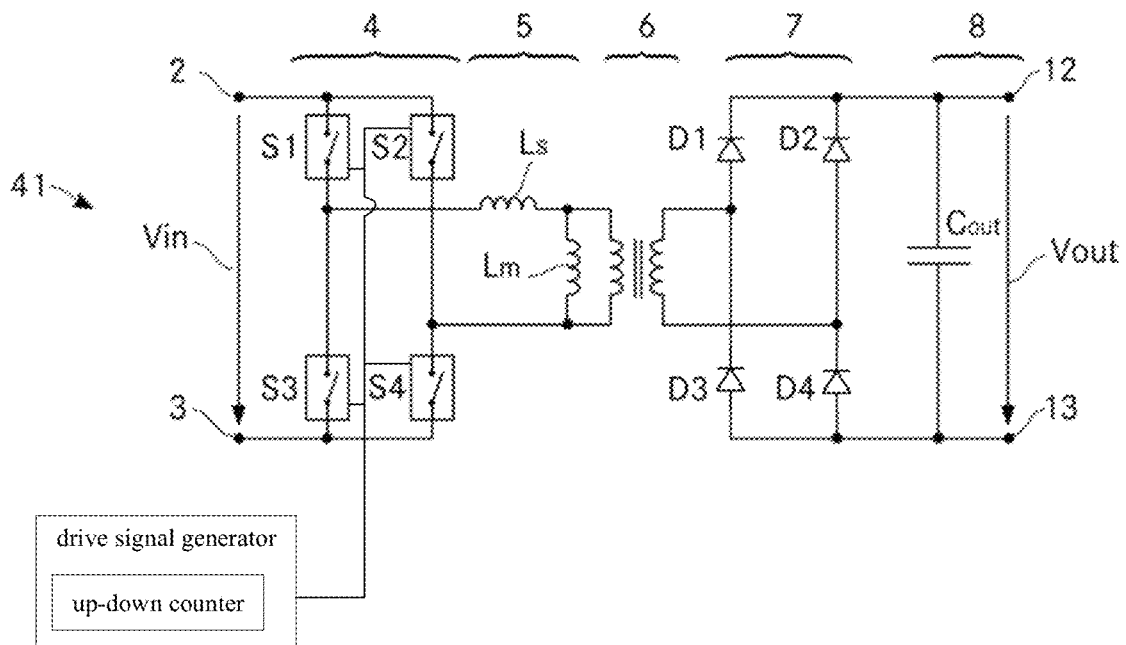 4 5 6 7 8
2 12
S1 S2 D1 D2
Ls
41
Vin Lm Cout Vout
S3 S4 D3 D4
3 13
drive signal generator
up-down counter